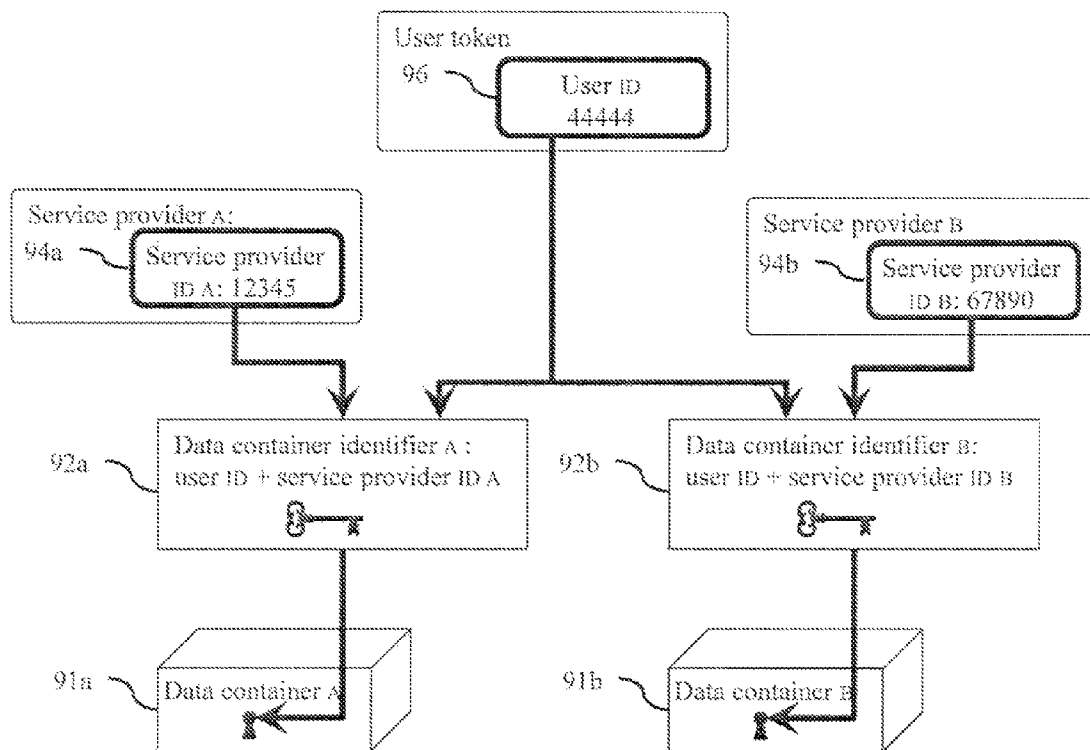 User token
96
User ID
44444
Service provider A:
94a
Service provider
ID A: 12345
Service provider B
94b
Service provider
ID B: 67890
92a
Data container identifier A :
user ID + service provider ID A
92b
Data container identifier B:
user ID + service provider ID B
91a
Data container A
91b
Data container B